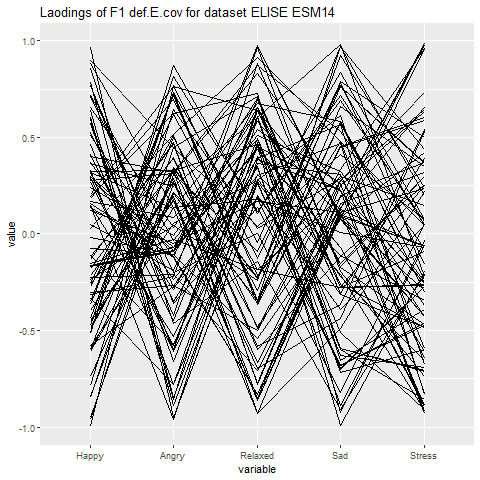 Laodings of F1 def.E.cov for dataset ELISE ESM14
1.0
0.5
0.0
-0.5
-1.0
value
Happy Angry Relaxed Sad Stress
variable